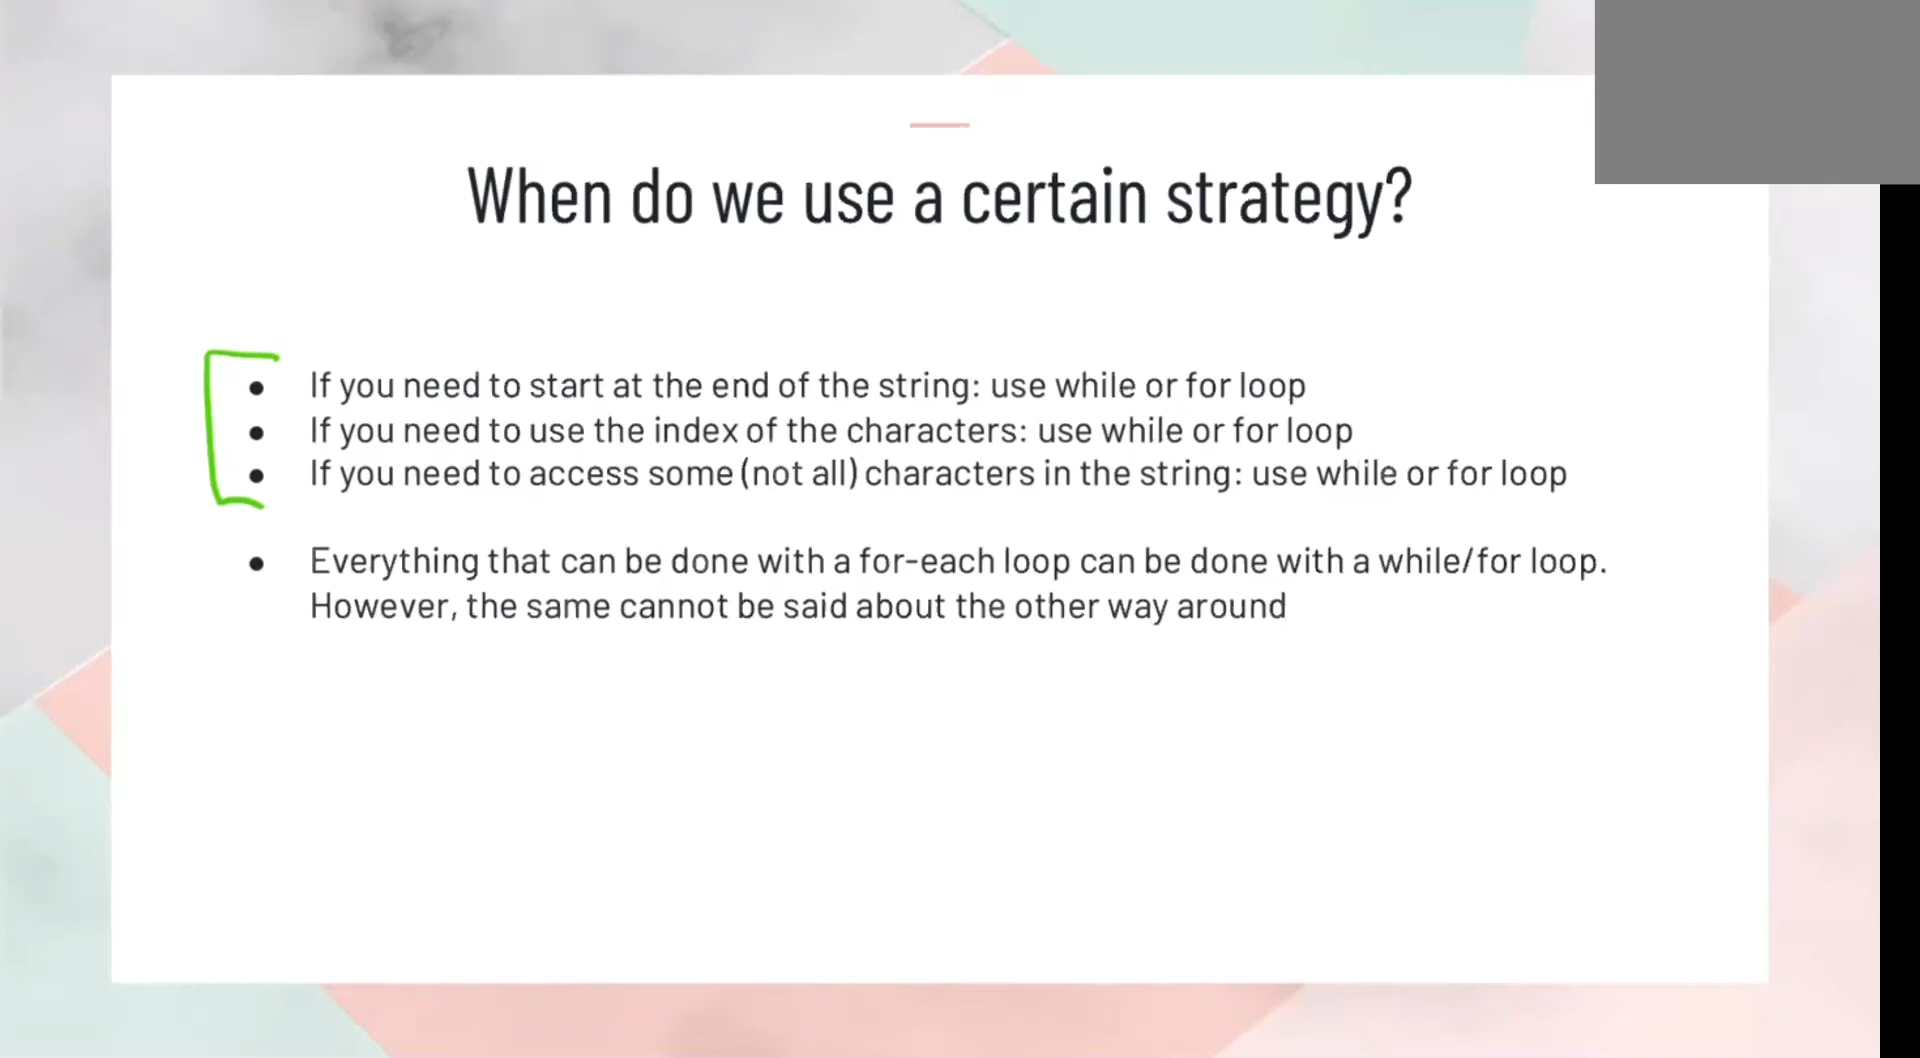 When do we use a certain strategy?
If you need to start at the end of the string: use while or for loop
If you need to use the index of the characters: use while or for loop
If you need to access some (not all) characters in the string: use while or for loop
Everything that can be done with a for-each loop can be done with a while/for loop.
However, the same cannot be said about the other way around